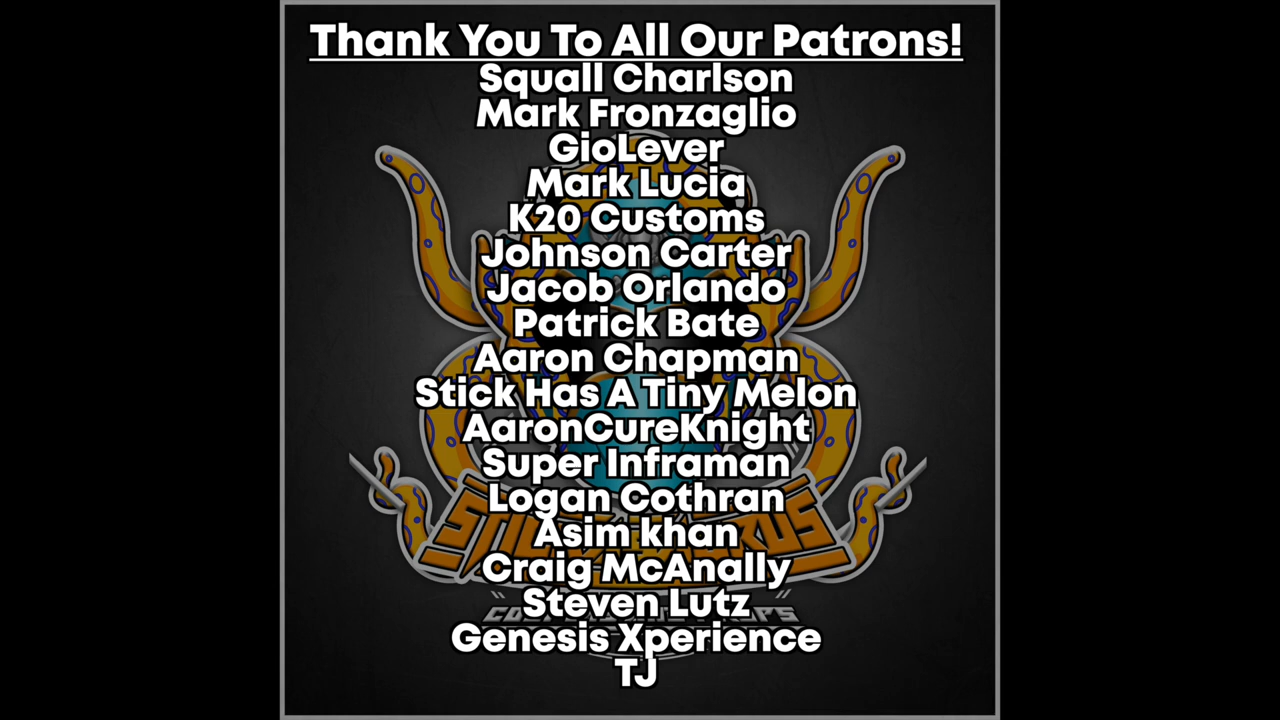 Thank You To All Our Patrons!
Squall Charlson
Mark Fronzaglio
GioLever
Mark Lucia
K20 Customs
Johnson Carter
Jacob Orlando
Patrick Bate
Aaron Chapman
Stick Has A Tiny Melon
AaronCureKnight
Super Inframan
Logan Cothran
Asim khan
Craig McAnally
Steven Lutz
Genesis Xperience
TJ